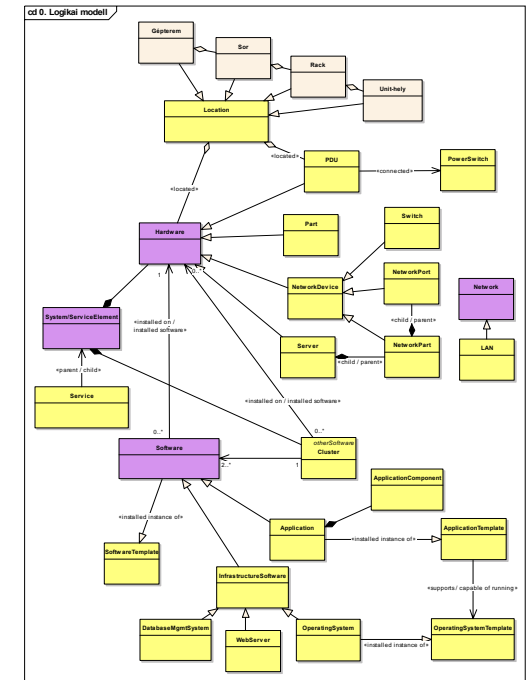 cd 0. Logikai modell
Gépterem
Sor
Rack
Unit-hely
Location
«located»
PDU
«connected»
PowerSwitch
«located»
Hardware
1
0..*
Part
Switch
NetworkDevice
NetworkPort
Network
System/ServiceElement
«installed on /
installed software»
«child / parent»
Server
«child / parent»
NetworkPart
LAN
«parent / child»
Service
«installed on / installed software»
0..*
0..*
Software
2..*
1
otherSoftware
Cluster
ApplicationComponent
«installed instance of»
Application
«installed instance of»
ApplicationTemplate
SoftwareTemplate
InfrastructureSoftware
«supports / capable of running»
DatabaseMgmtSystem
WebServer
OperatingSystem
«installed instance of»
OperatingSystemTemplate